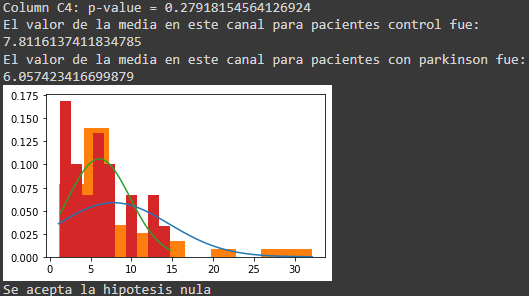 Column C4: p-value = 0.27918154564126924
El valor de la media en este canal para pacientes control fue:
7.8116137411834785
El valor de la media en este canal para pacientes con parkinson fue:
6.057423416699879
0.175
0.150
0.125
0.100
0.075
0.050
0.025
0.000
0 5 10 15 20 25 30
Se acepta la hipotesis nula